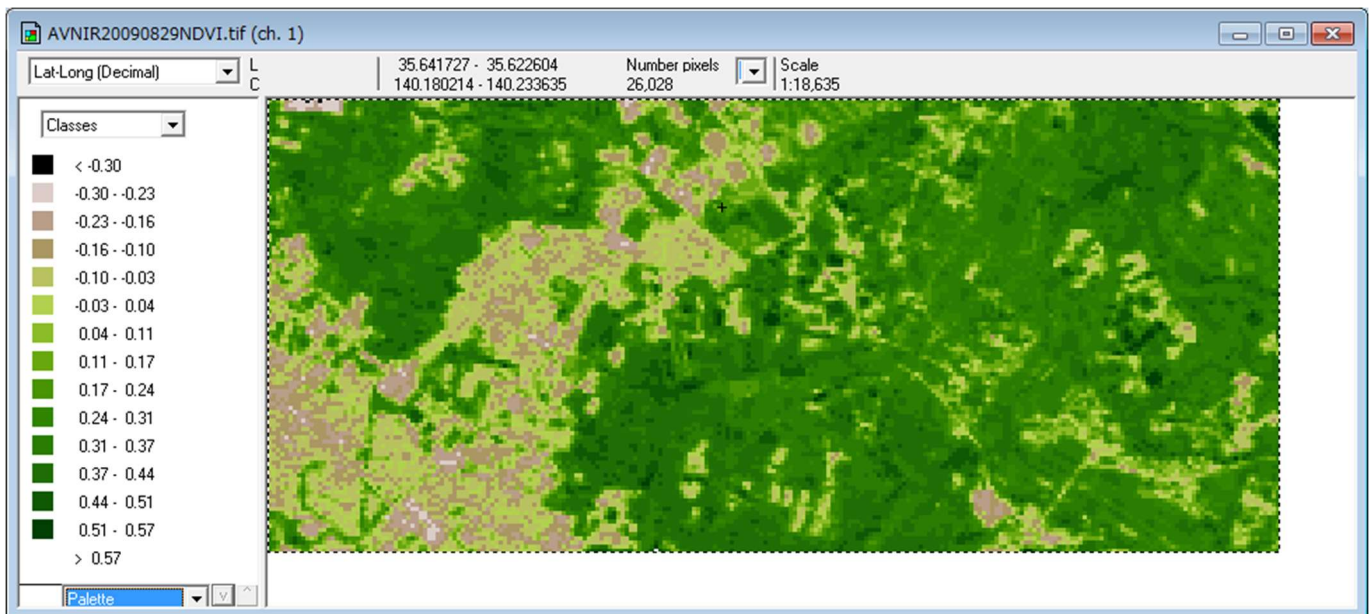 AVNIR20090829NDVI.tif (ch. 1)
Lat-Long (Decimal) L 35.641727 - 35.622604 Number pixels Scale
C 140.180214 - 140.233635 26,028 1:18,635
Classes
< -0.30
-0.30 - -0.23
-0.23 - -0.16
-0.16 - -0.10
-0.10 - -0.03
-0.03 - 0.04
0.04 - 0.11
0.11 - 0.17
0.17 - 0.24
0.24 - 0.31
0.31 - 0.37
0.37 - 0.44
0.44 - 0.51
0.51 - 0.57
> 0.57
Palette